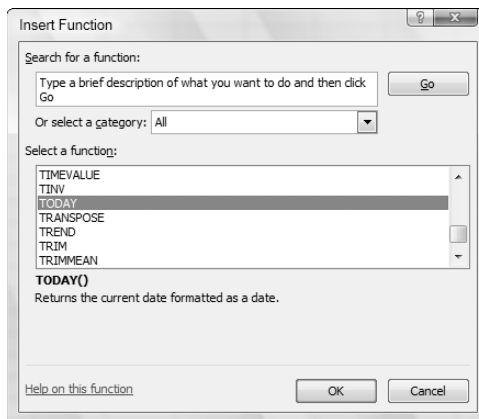 Insert Function
Search for a function:
Type a brief description of what you want to do and then click
Go
Go
Or select a category: All
Select a function:
TIMEVALUE
TINV
TODAY
TRANSPOSE
TREND
TRIM
TRIMMEAN
TODAY()
Returns the current date formatted as a date.
Help on this function
OK
Cancel